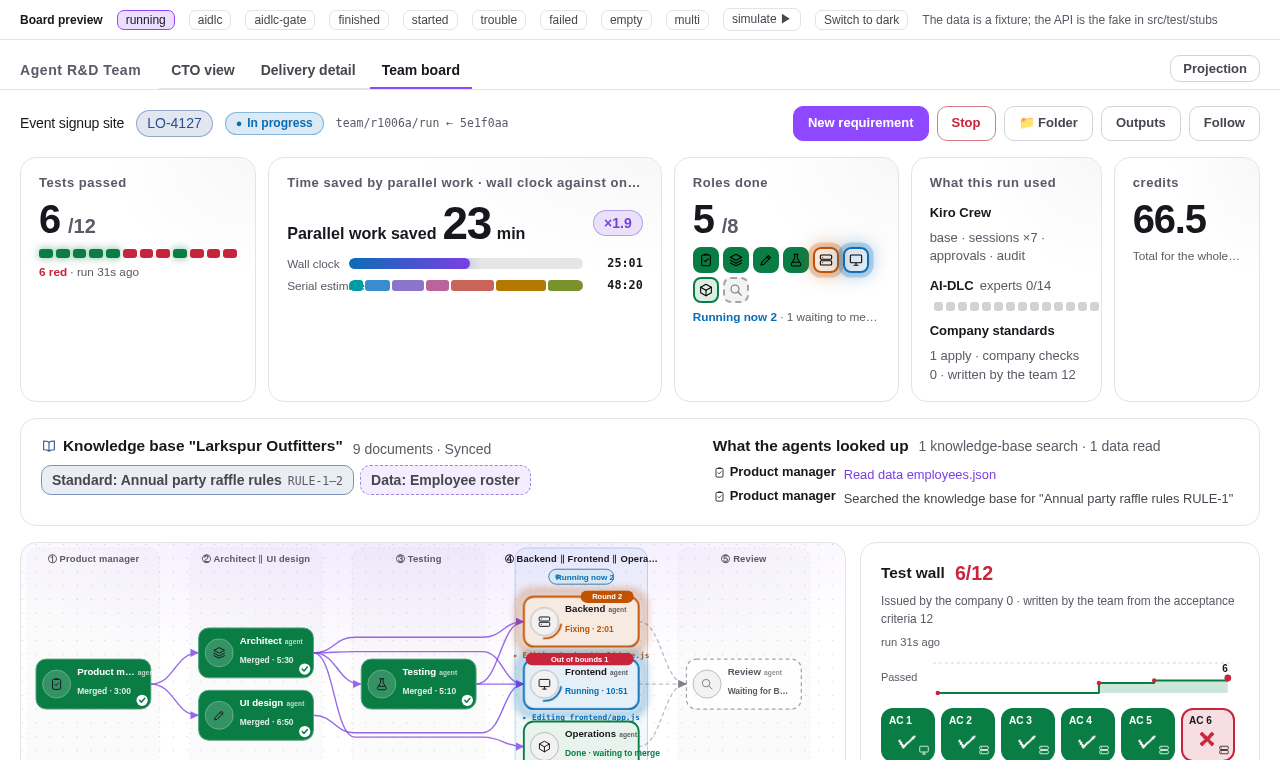 Board preview running aidlc aidlc-gate finished started trouble failed empty multi simulate ▶ Switch to dark The data is a fixture; the API is the fake in src/test/stubs
Agent R&D Team CTO view Delivery detail Team board Projection
Event signup site LO-4127 ● In progress team/r1006a/run ← 5e1f0aa New requirement Stop 📁 Folder Outputs Follow
Tests passed
6 /12
6 red · run 31s ago
Time saved by parallel work · wall clock against on…
Parallel work saved 23 min ×1.9
Wall clock 25:01
Serial estim 48:20
Roles done
5 /8
Running now 2 · 1 waiting to me…
What this run used
Kiro Crew
base · sessions ×7 ·
approvals · audit
AI-DLC experts 0/14
Company standards
1 apply · company checks
0 · written by the team 12
credits
66.5
Total for the whole…
Knowledge base "Larkspur Outfitters" 9 documents · Synced
Standard: Annual party raffle rules RULE-1–2 Data: Employee roster
What the agents looked up 1 knowledge-base search · 1 data read
Product manager Read data employees.json
Product manager Searched the knowledge base for "Annual party raffle rules RULE-1"
① Product manager ② Architect ∥ UI design ③ Testing ④ Backend ∥ Frontend ∥ Opera… ⑤ Review
Running now 2
Product m… agent
Merged · 3:00
Architect agent
Merged · 5:30
UI design agent
Merged · 6:50
Testing agent
Merged · 5:10
Round 2
Backend agent
Fixing · 2:01
Out of bounds 1
Frontend agent
Running · 10:51
▸ Editing frontend/app.js
Operations agent
Done · waiting to merge
Review agent
Waiting for B…
Test wall 6/12
Issued by the company 0 · written by the team from the acceptance
criteria 12
run 31s ago
Passed 6
AC 1 AC 2 AC 3 AC 4 AC 5 AC 6